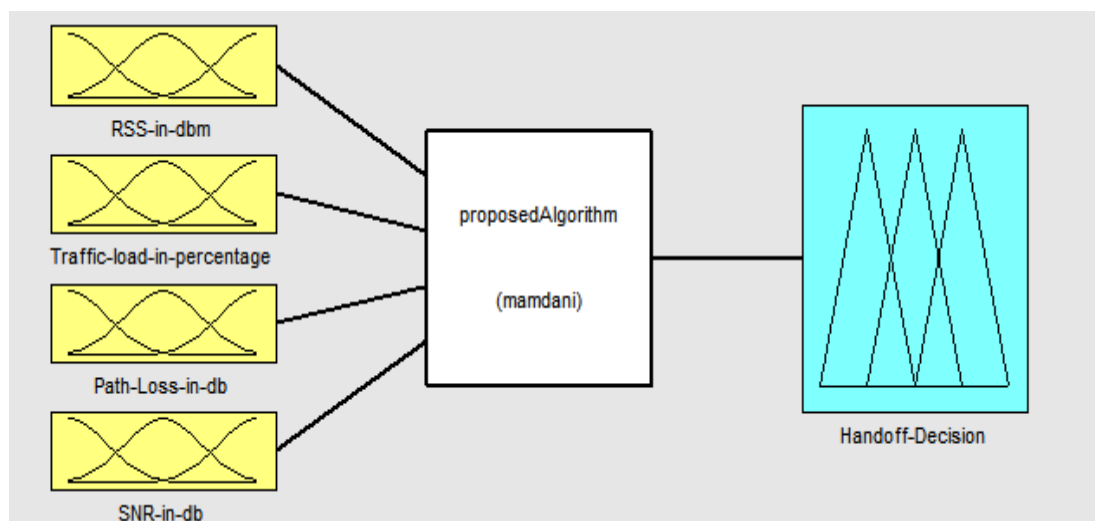 RSS-in-dbm
Traffic-load-in-percentage
Path-Loss-in-db
SNR-in-db
proposedAlgorithm
(mamdani)
Handoff-Decision